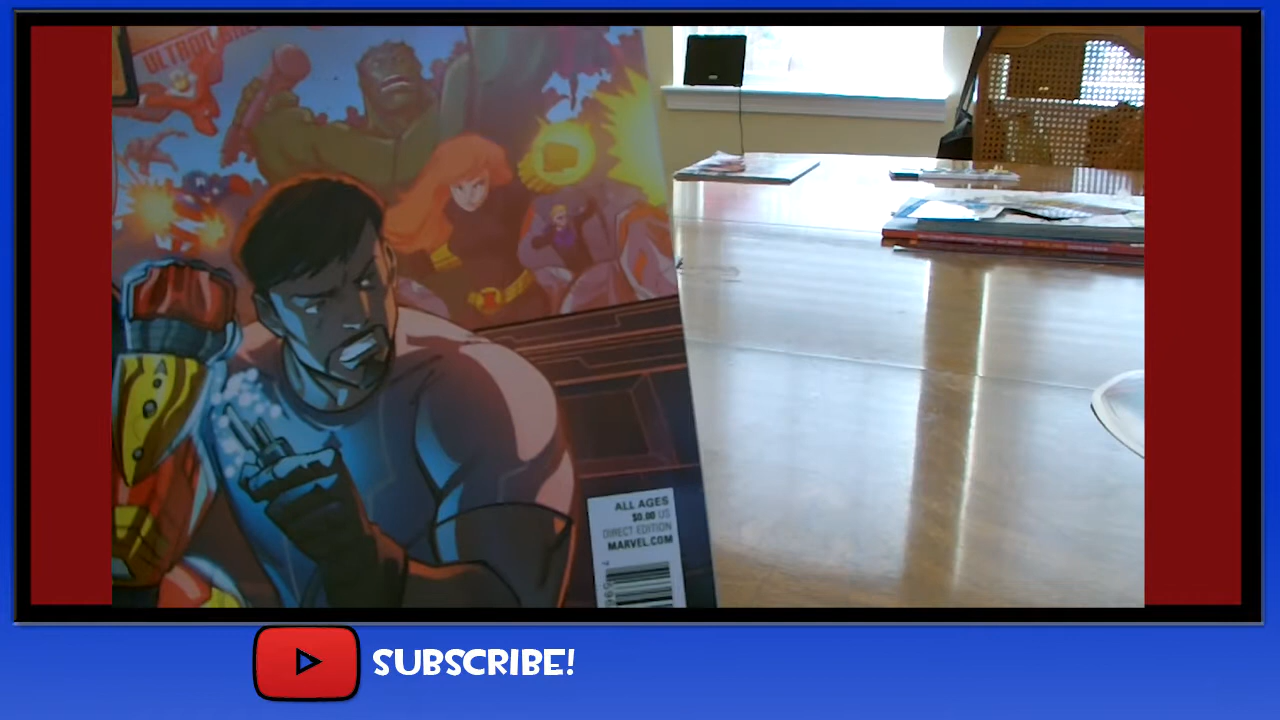 ULTRON
ALL AGES
$0.00 US
DIRECT EDITION
MARVEL.COM
SUBSCRIBE!